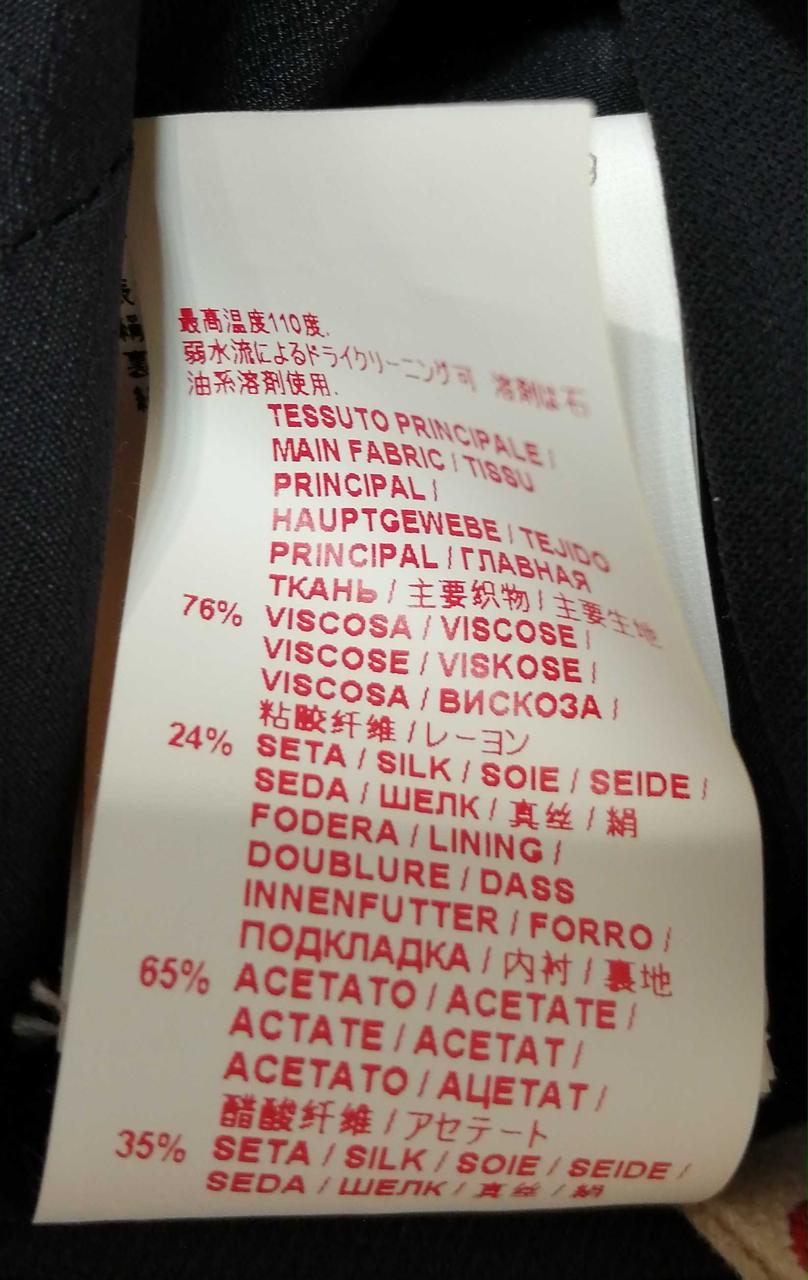 最高温度110度.
弱水流によるドライクリーニング可 溶剤は石
油系溶剤使用.
TESSUTO PRINCIPALE /
MAIN FABRIC / TISSU
PRINCIPAL /
HAUPTGEWEBE / TEJIDO
PRINCIPAL / ГЛАВНАЯ
ТКАНЬ / 主要织物 / 主要生地
76% VISCOSA / VISCOSE /
VISCOSE / VISKOSE /
VISCOSA / ВИСКОЗА /
粘胶纤维 / レーヨン
24% SETA / SILK / SOIE / SEIDE /
SEDA / ШЕЛК / 真丝 / 絹
FODERA / LINING /
DOUBLURE / DASS
INNENFUTTER / FORRO /
ПОДКЛАДКА / 内衬 / 裏地
65% ACETATO / ACETATE /
ACTATE / ACETAT /
ACETATO / АЦЕТАТ /
醋酸纤维 / アセテート
35% SETA / SILK / SOIE / SEIDE /
SEDA / ШЕЛК / 真丝 / 絹